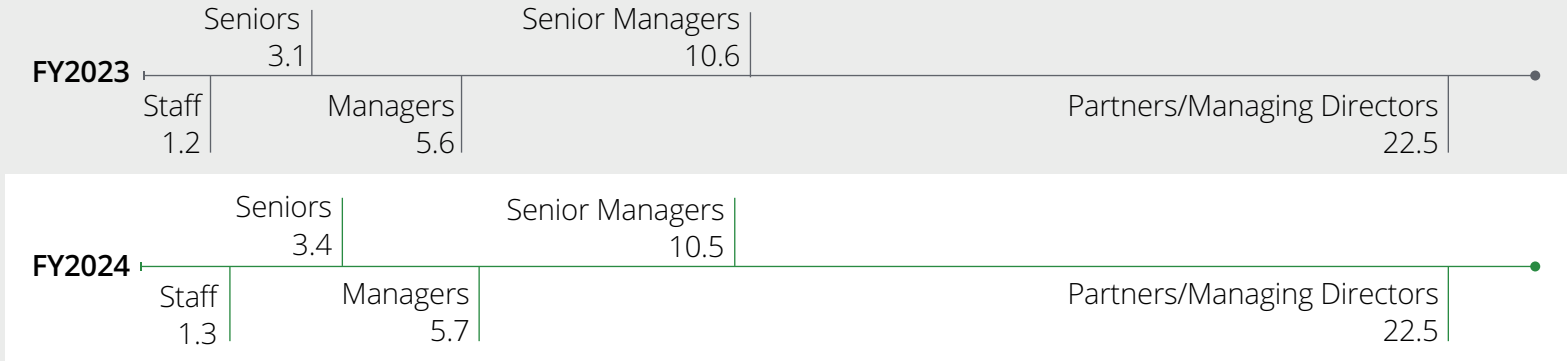 Seniors
3.1
Senior Managers
10.6
FY2023
Staff
1.2
Managers
5.6
Partners/Managing Directors
22.5
Seniors
3.4
Senior Managers
10.5
FY2024
Staff
1.3
Managers
5.7
Partners/Managing Directors
22.5